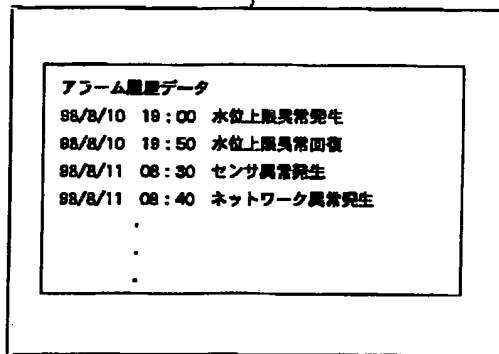 アラーム履歴データ
98/8/10 19:00 水位上限異常発生
98/8/10 19:50 水位上限異常回復
98/8/11 08:30 センサ異常発生
98/8/11 08:40 ネットワーク異常発生